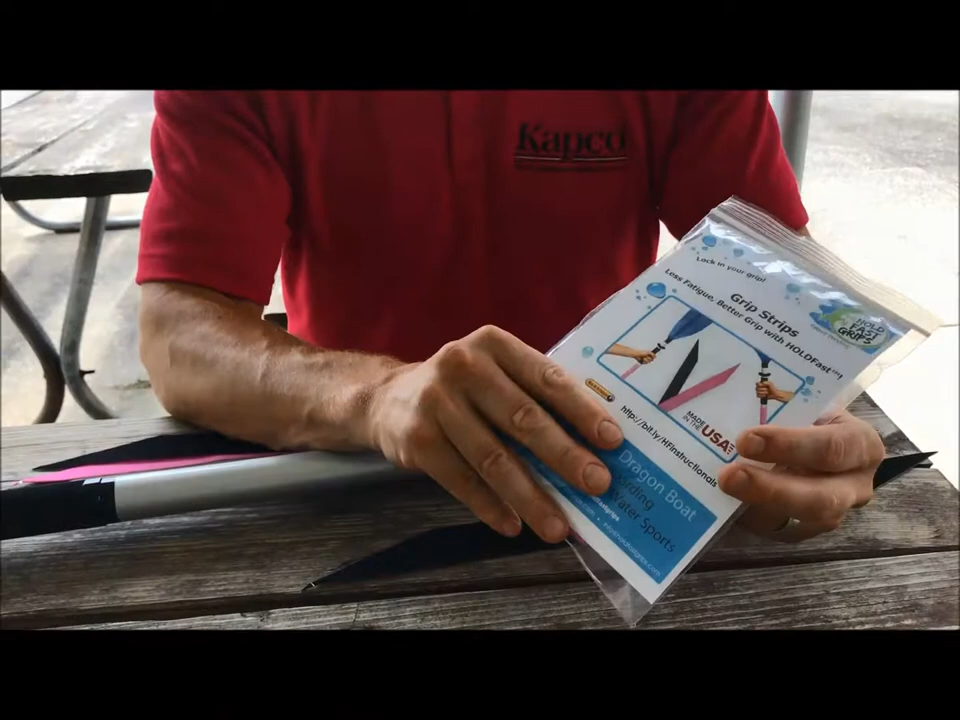 Kapco
Lock in your grip!
Less Fatigue, Better Grip with HOLDFast™!
Grip Strips
HOLD
FAST
GRIPS
MADE
IN THE
USA
http://bit.ly/HFInstructionals
Dragon Boat
Water Sports